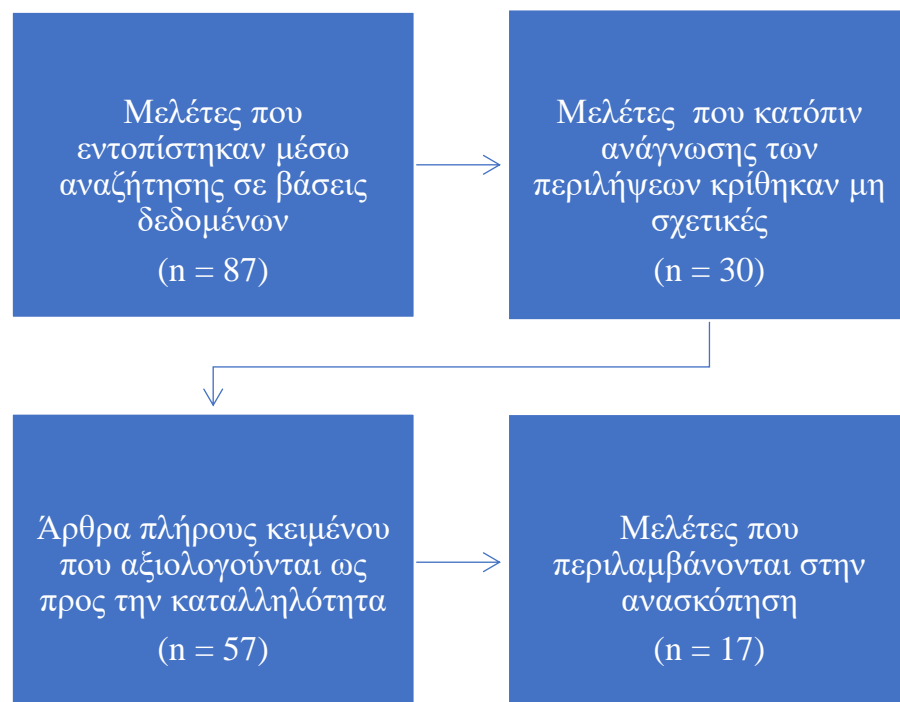 Μελέτες που
εντοπίστηκαν μέσω
αναζήτησης σε βάσεις
δεδομένων
(n = 87)
Μελέτες που κατόπιν
ανάγνωσης των
περιλήψεων κρίθηκαν μη
σχετικές
(n = 30)
Άρθρα πλήρους κειμένου
που αξιολογούνται ως
προς την καταλληλότητα
(n = 57)
Μελέτες που
περιλαμβάνονται στην
ανασκόπηση
(n = 17)